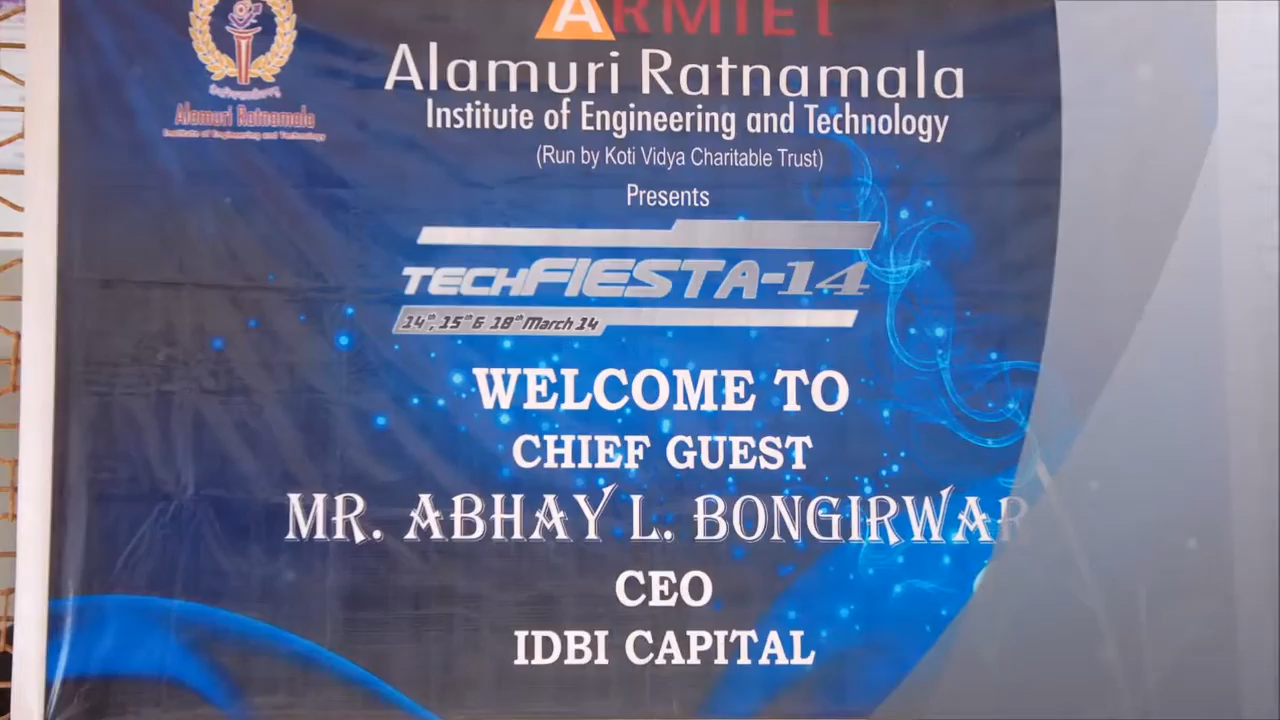 ARMIET
Alamuri Ratnamala
Institute of Engineering and Technology
Alamuri Ratnamala
Institute of Engineering and Technology
(Run by Koti Vidya Charitable Trust)
Presents
TECHFIESTA-14
14th, 15th & 18th March 14
WELCOME TO
CHIEF GUEST
MR. ABHAY L. BONGIRWAR
CEO
IDBI CAPITAL